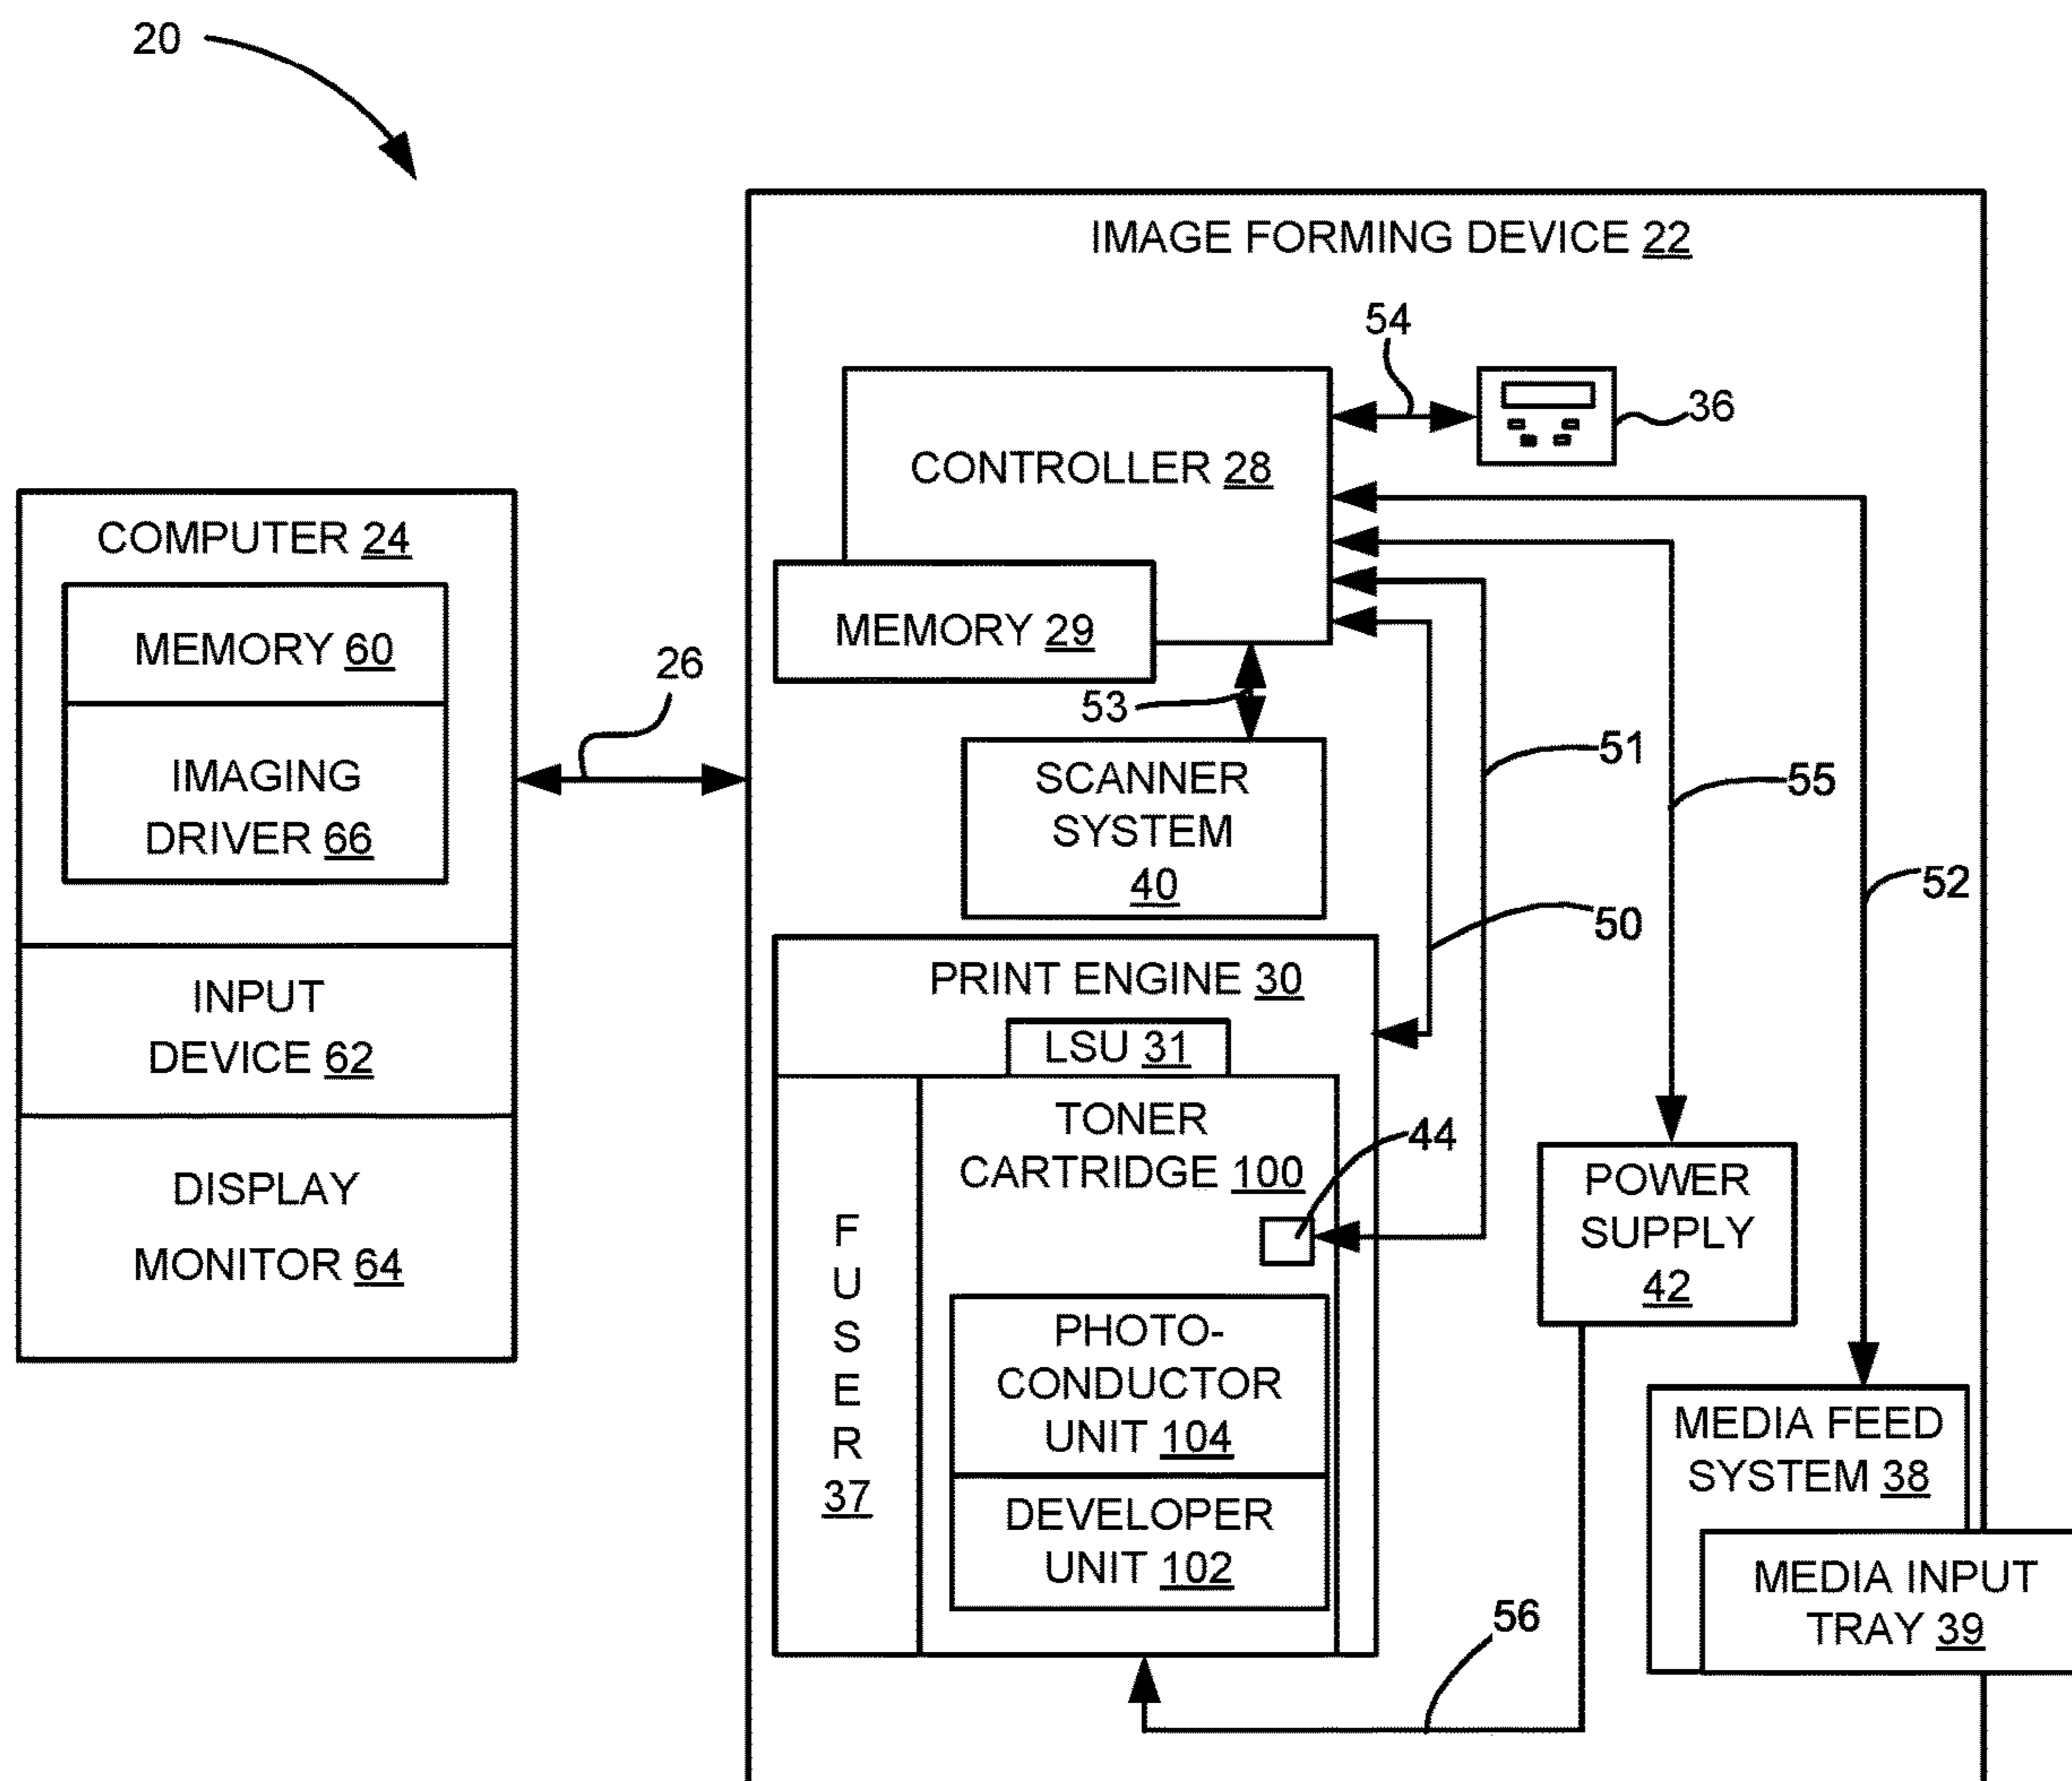 20
IMAGE FORMING DEVICE 22
54
36
CONTROLLER 28
MEMORY 29
COMPUTER 24
MEMORY 60
IMAGING
DRIVER 66
INPUT
DEVICE 62
DISPLAY
MONITOR 64
26
53
SCANNER
SYSTEM
40
51
55
52
50
PRINT ENGINE 30
LSU 31
TONER
CARTRIDGE 100
44
F
U
S
E
R
37
PHOTO-
CONDUCTOR
UNIT 104
DEVELOPER
UNIT 102
POWER
SUPPLY
42
MEDIA FEED
SYSTEM 38
MEDIA INPUT
TRAY 39
56